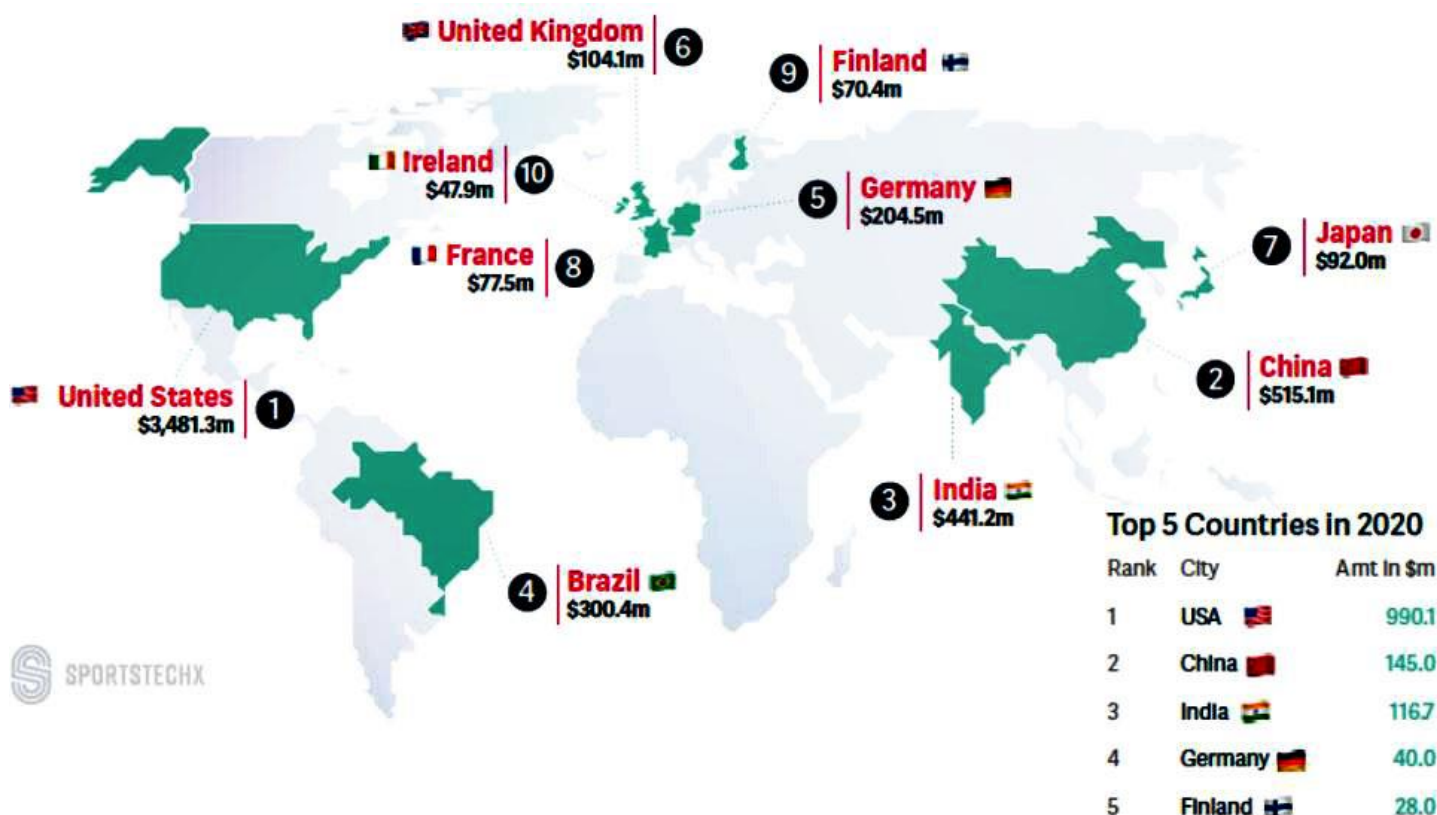 United Kingdom
$104.1m
6
9
Finland
$70.4m
Ireland
$47.9m
10
5
Germany
$204.5m
France
$77.5m
8
7
Japan
$92.0m
United States
$3,481.3m
1
2
China
$515.1m
3
India
$441.2m
4
Brazil
$300.4m
SPORTSTECHX
Top 5 Countries in 2020
Rank City Amt in $m
1 USA 990.1
2 China 145.0
3 India 116.7
4 Germany 40.0
5 Finland 28.0